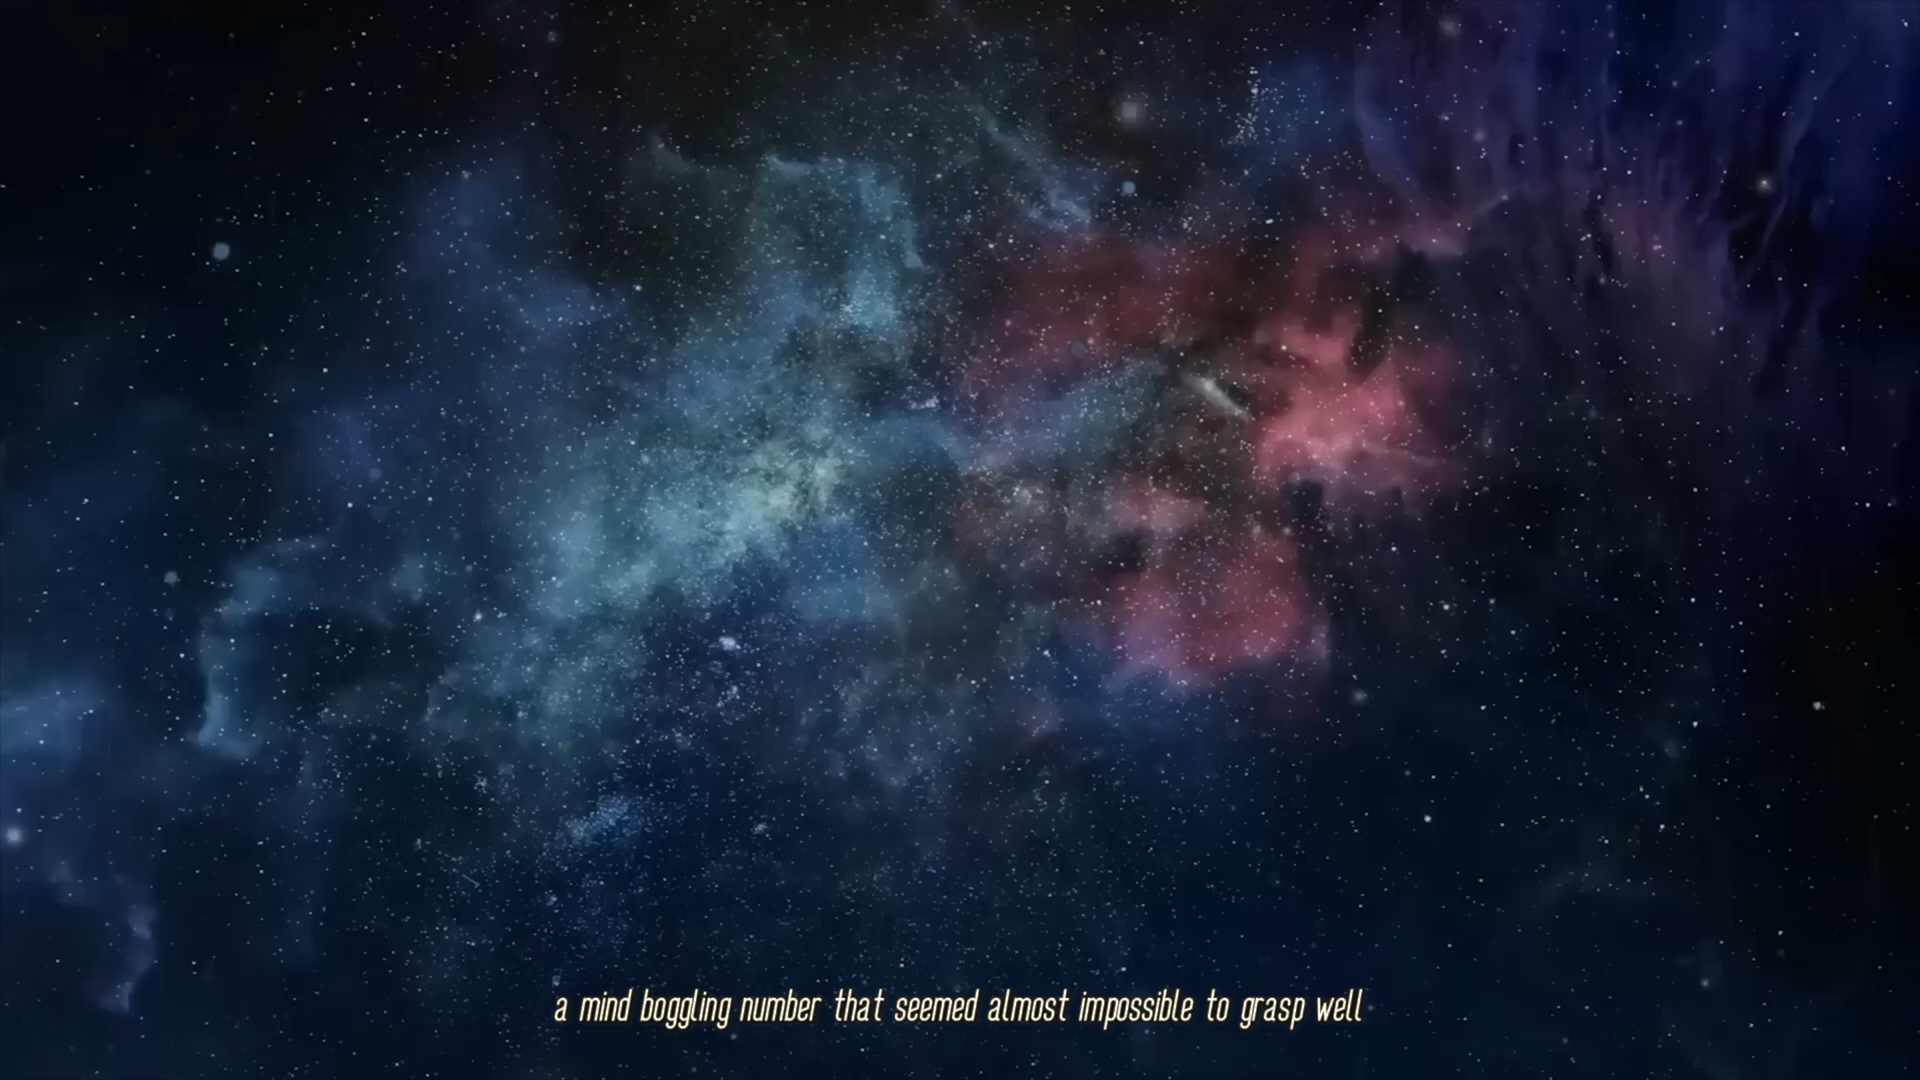 a mind boggling number that seemed almost impossible to grasp well